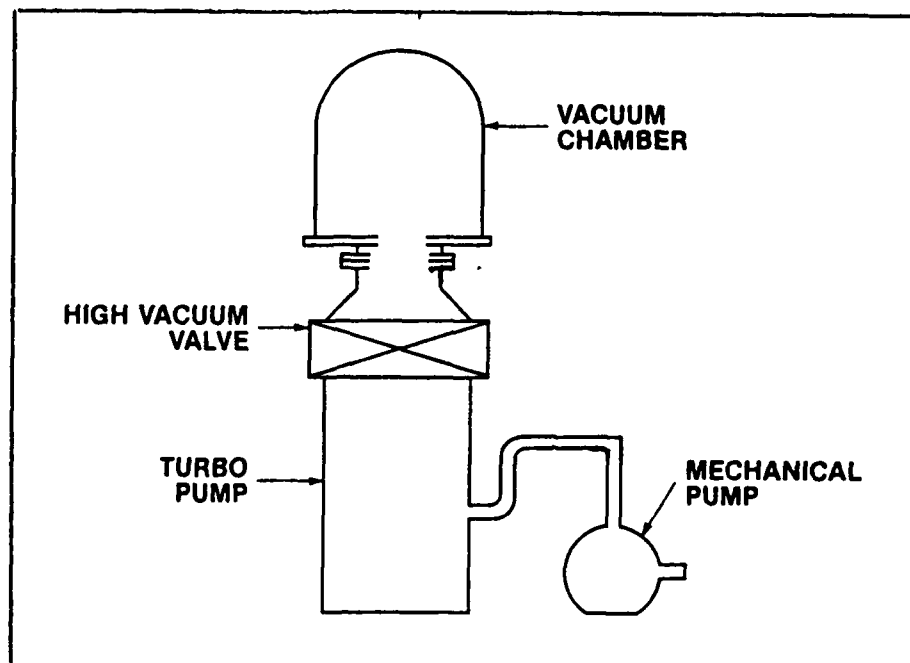 VACUUM
CHAMBER
HIGH VACUUM
VALVE
TURBO
PUMP
MECHANICAL
PUMP